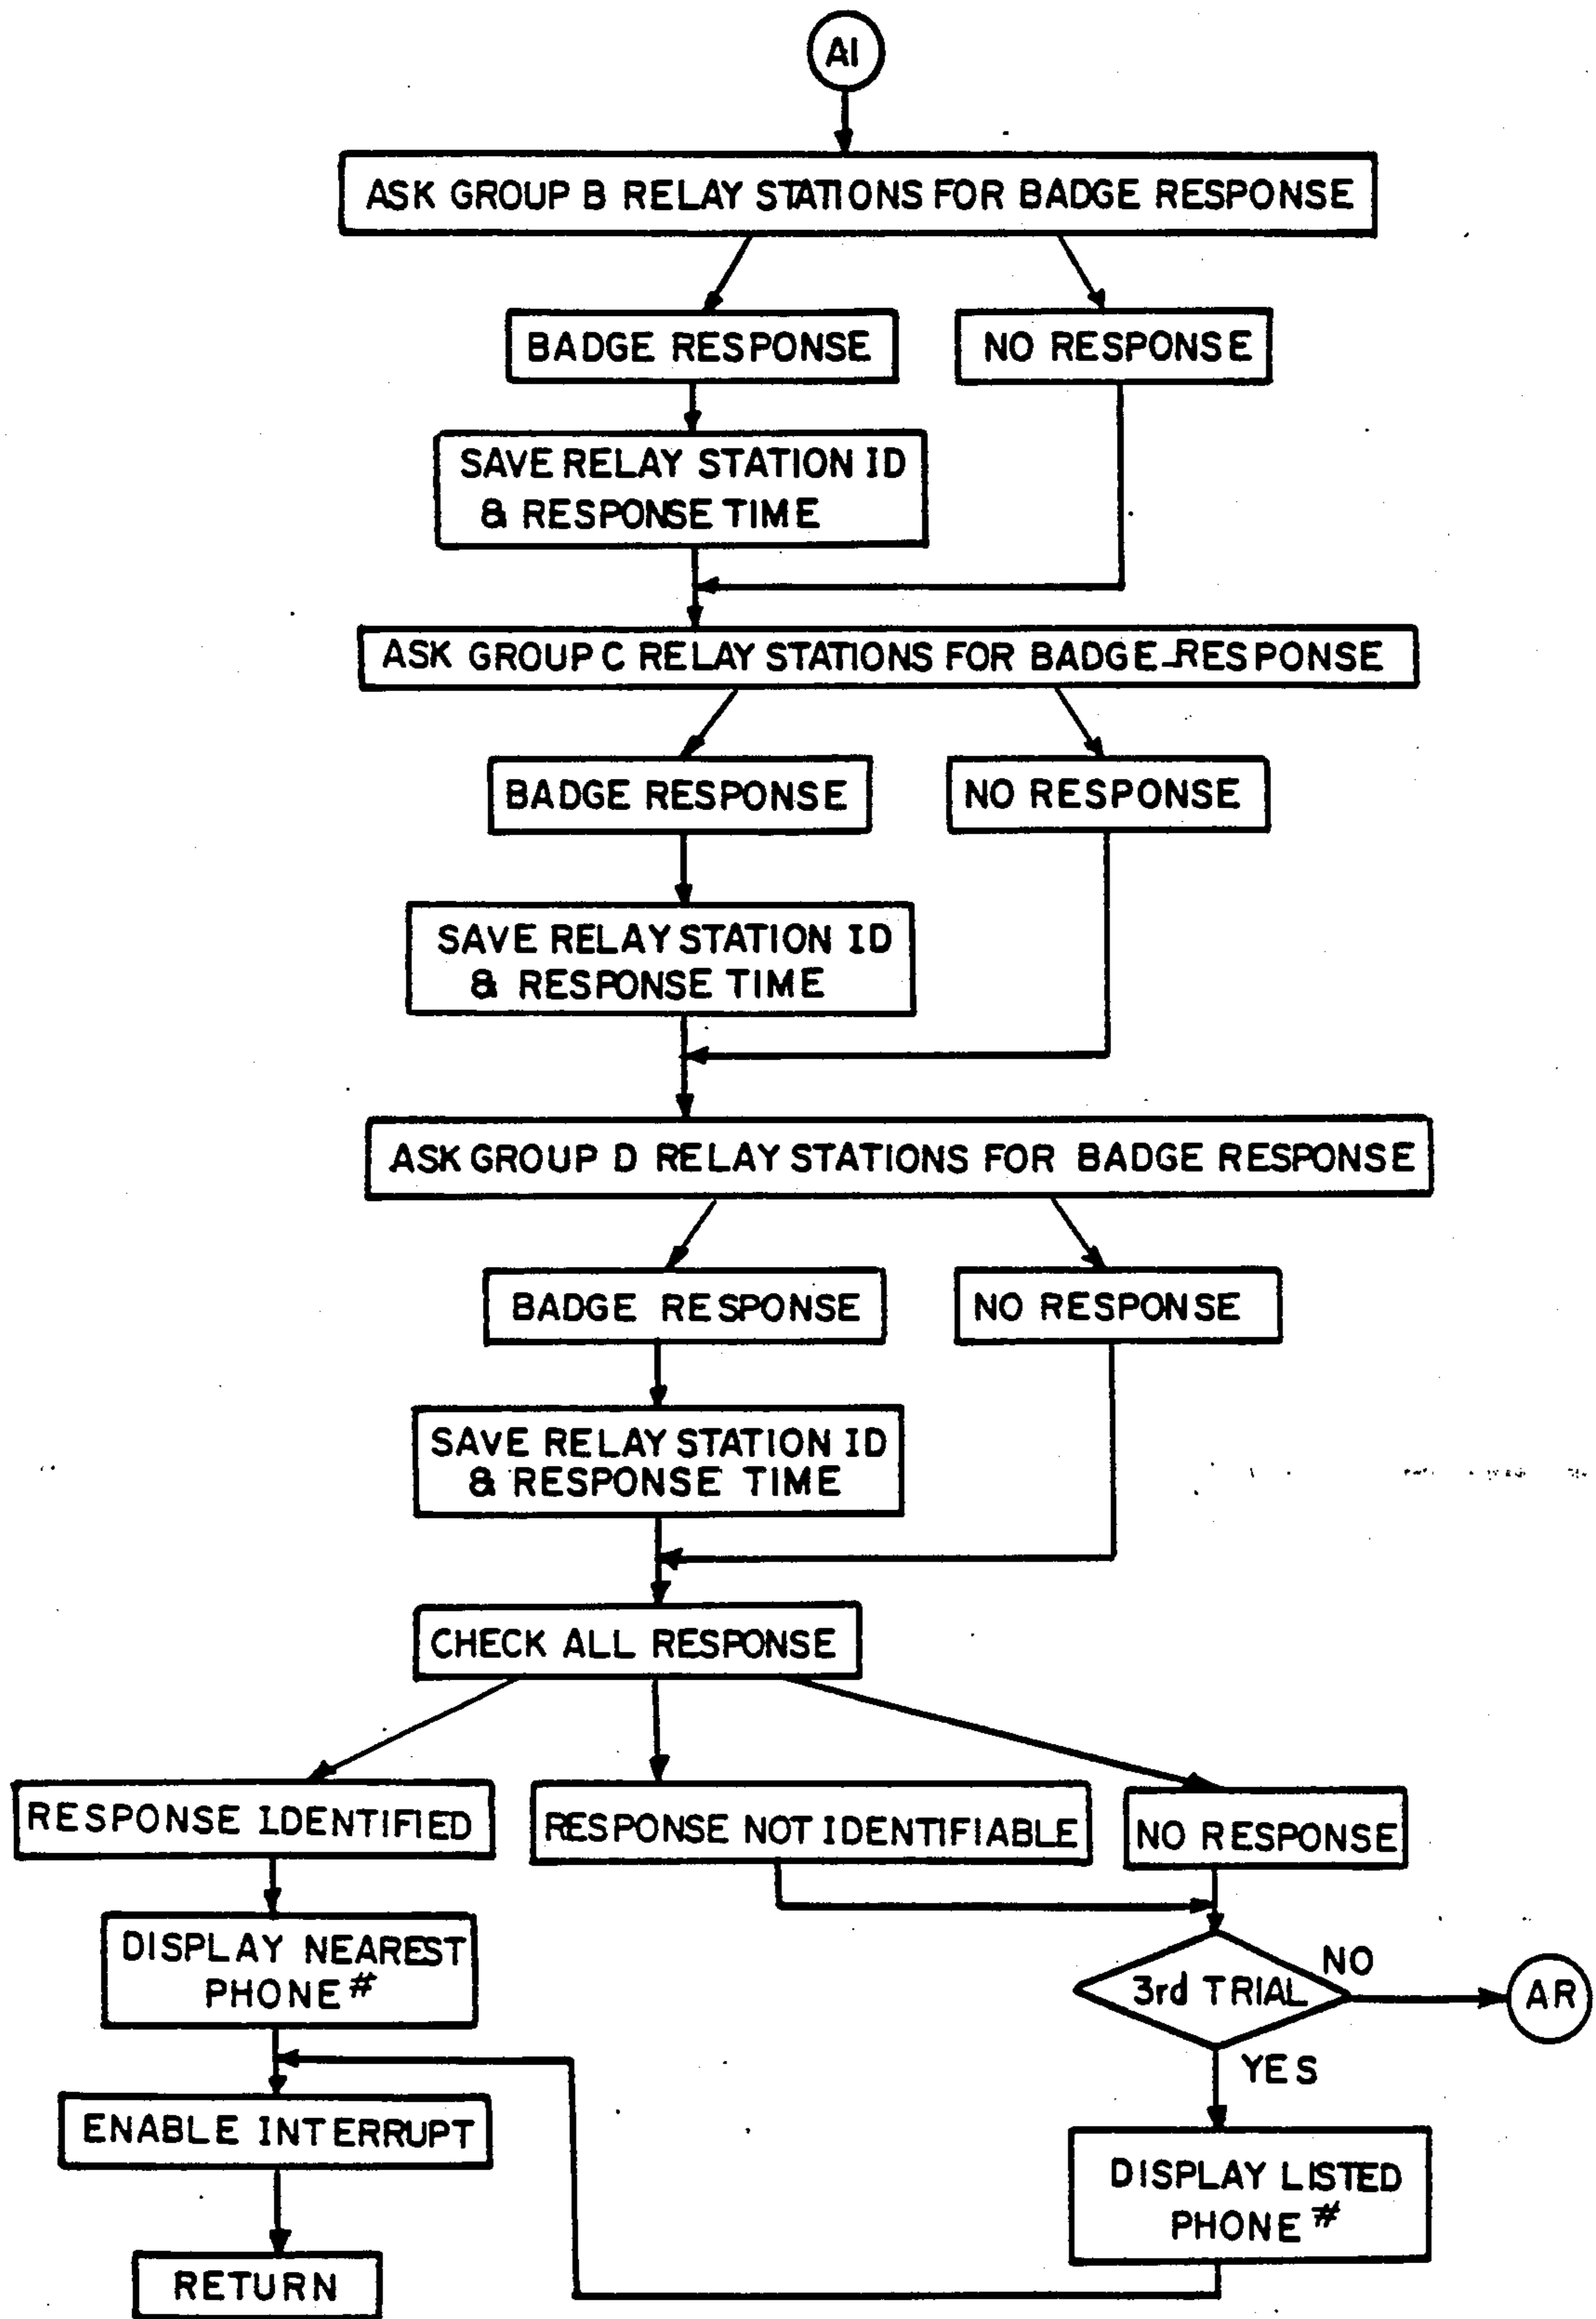 A1
ASK GROUP B RELAY STATIONS FOR BADGE RESPONSE
BADGE RESPONSE
NO RESPONSE
SAVE RELAY STATION ID
& RESPONSE TIME
ASK GROUP C RELAY STATIONS FOR BADGE RESPONSE
BADGE RESPONSE
NO RESPONSE
SAVE RELAY STATION ID
& RESPONSE TIME
ASK GROUP D RELAY STATIONS FOR BADGE RESPONSE
BADGE RESPONSE
NO RESPONSE
SAVE RELAY STATION ID
& RESPONSE TIME
CHECK ALL RESPONSE
RESPONSE IDENTIFIED
RESPONSE NOT IDENTIFIABLE
NO RESPONSE
DISPLAY NEAREST
PHONE #
3rd TRIAL
NO
AR
YES
ENABLE INTERRUPT
DISPLAY LISTED
PHONE #
RETURN